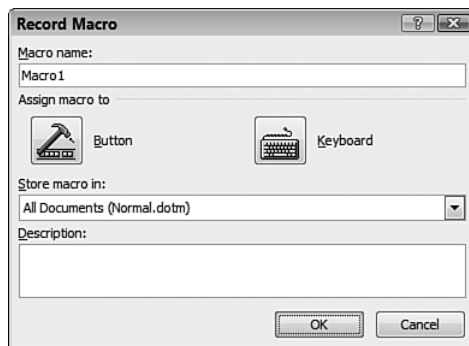 Record Macro
Macro name:
Macro1
Assign macro to
Button
Keyboard
Store macro in:
All Documents (Normal.dotm)
Description:
OK
Cancel